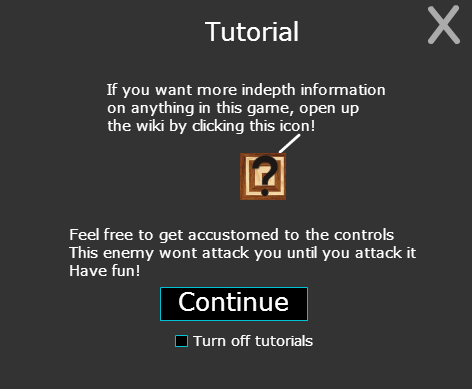 Tutorial
X
If you want more indepth information
on anything in this game, open up
the wiki by clicking this icon!
?
Feel free to get accustomed to the controls
This enemy wont attack you until you attack it
Have fun!
Continue
Turn off tutorials